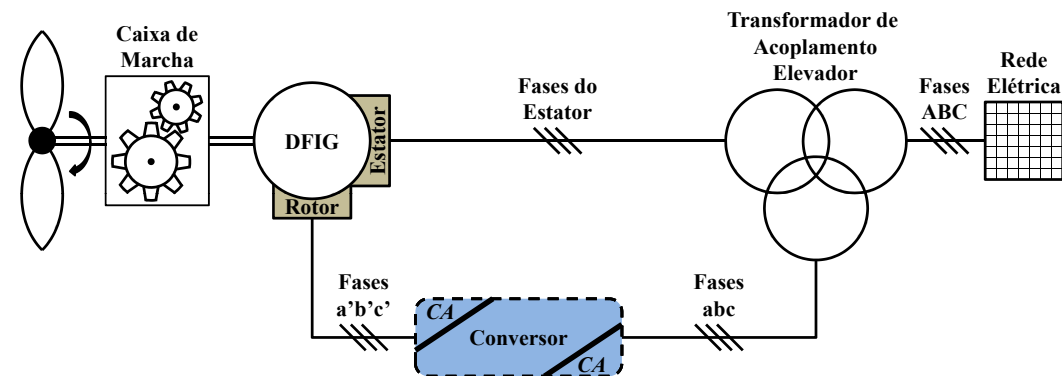 Caixa de
Marcha
DFIG
Estator
Rotor
Fases do
Estator
Transformador de
Acoplamento
Elevador
Fases
ABC
Rede
Elétrica
Fases
a’b’c’
CA
Conversor
CA
Fases
abc